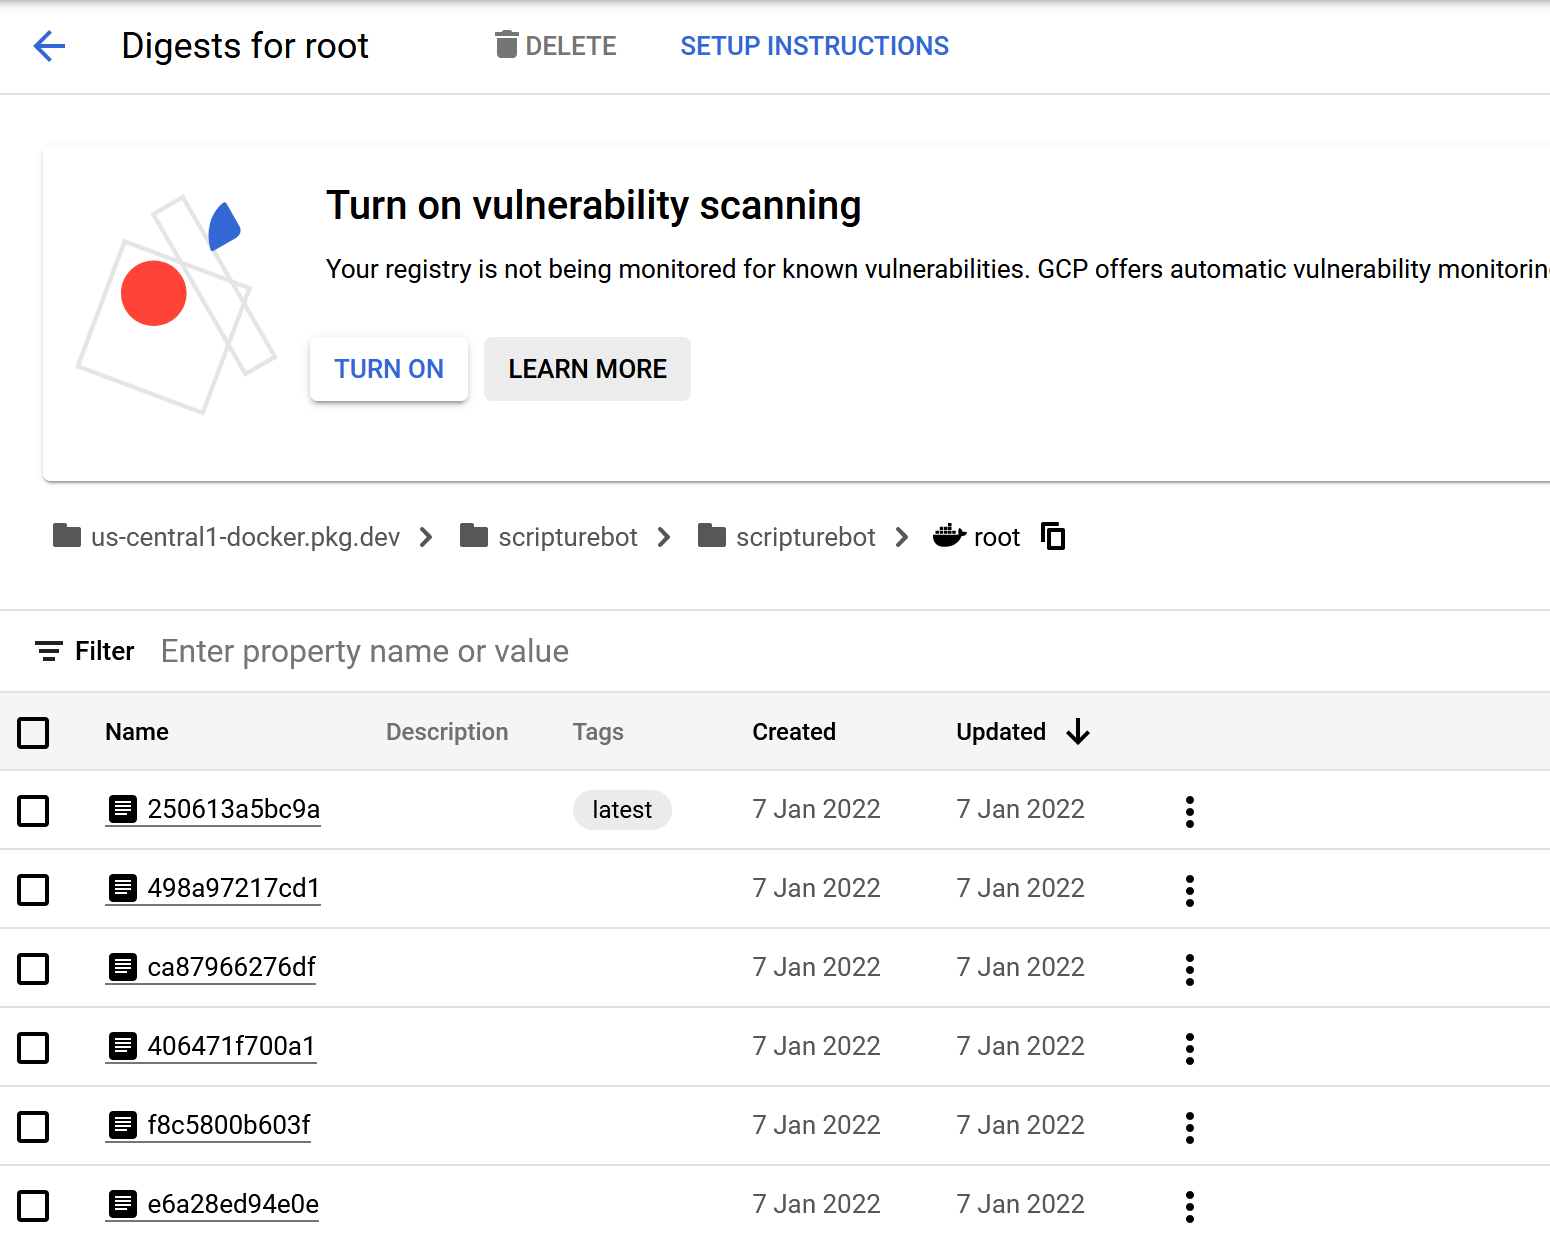 Digests for root DELETE SETUP INSTRUCTIONS
Turn on vulnerability scanning
Your registry is not being monitored for known vulnerabilities. GCP offers automatic vulnerability
TURN ON LEARN MORE
us-central1-docker.pkg.dev scripturebot scripturebot root
Filter Enter property name or value
Name Description Tags Created Updated
250613a5bc9a latest 7 Jan 2022 7 Jan 2022
498a97217cd1 7 Jan 2022 7 Jan 2022
ca87966276df 7 Jan 2022 7 Jan 2022
406471f700a1 7 Jan 2022 7 Jan 2022
f8c5800b603f 7 Jan 2022 7 Jan 2022
e6a28ed94e0e 7 Jan 2022 7 Jan 2022